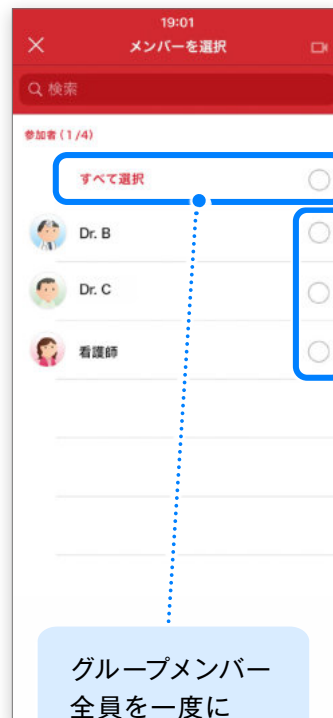 19:01
メンバーを選択
検索
参加者 (1/4)
すべて選択
Dr. B
Dr. C
看護師
グループメンバー
全員を一度に